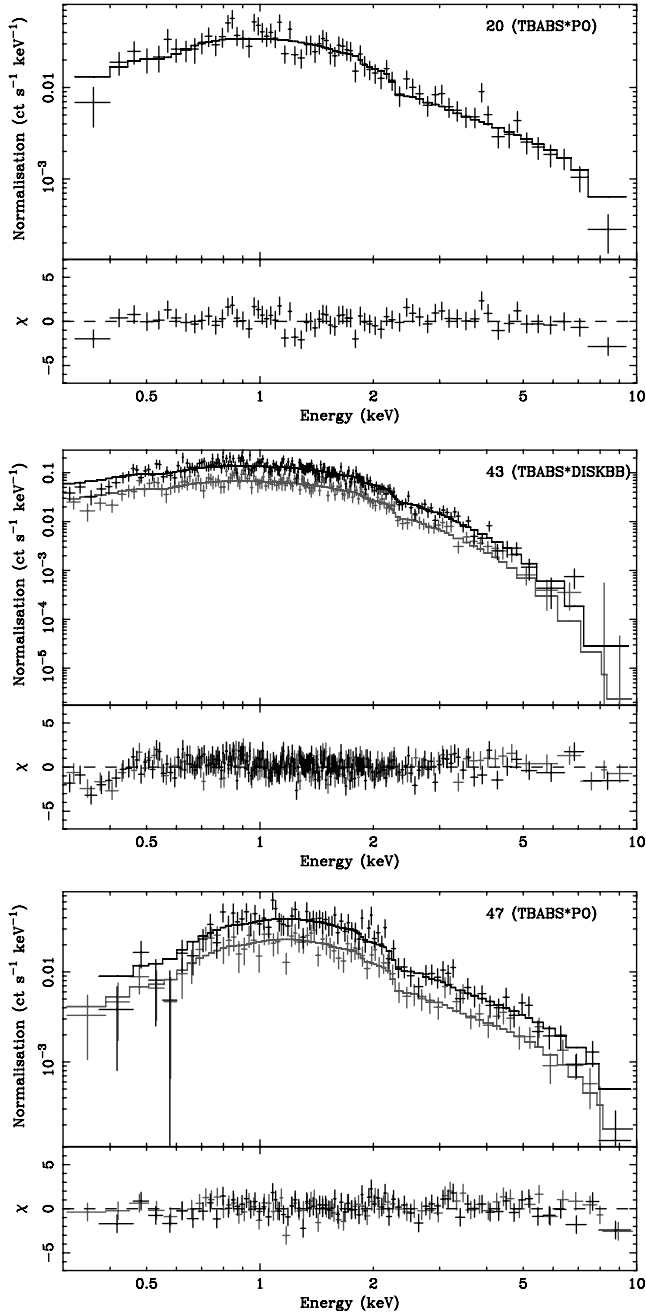 20 (TBABS*PO)
Normalisation (ct s⁻¹ keV⁻¹)
0.01
10⁻³
χ
5
0
−5
0.5 1 2 5 10
Energy (keV)
43 (TBABS*DISKBB)
Normalisation (ct s⁻¹ keV⁻¹)
0.1
0.01
10⁻³
10⁻⁴
10⁻⁵
χ
5
0
−5
0.5 1 2 5 10
Energy (keV)
47 (TBABS*PO)
Normalisation (ct s⁻¹ keV⁻¹)
0.01
10⁻³
χ
5
0
−5
0.5 1 2 5 10
Energy (keV)